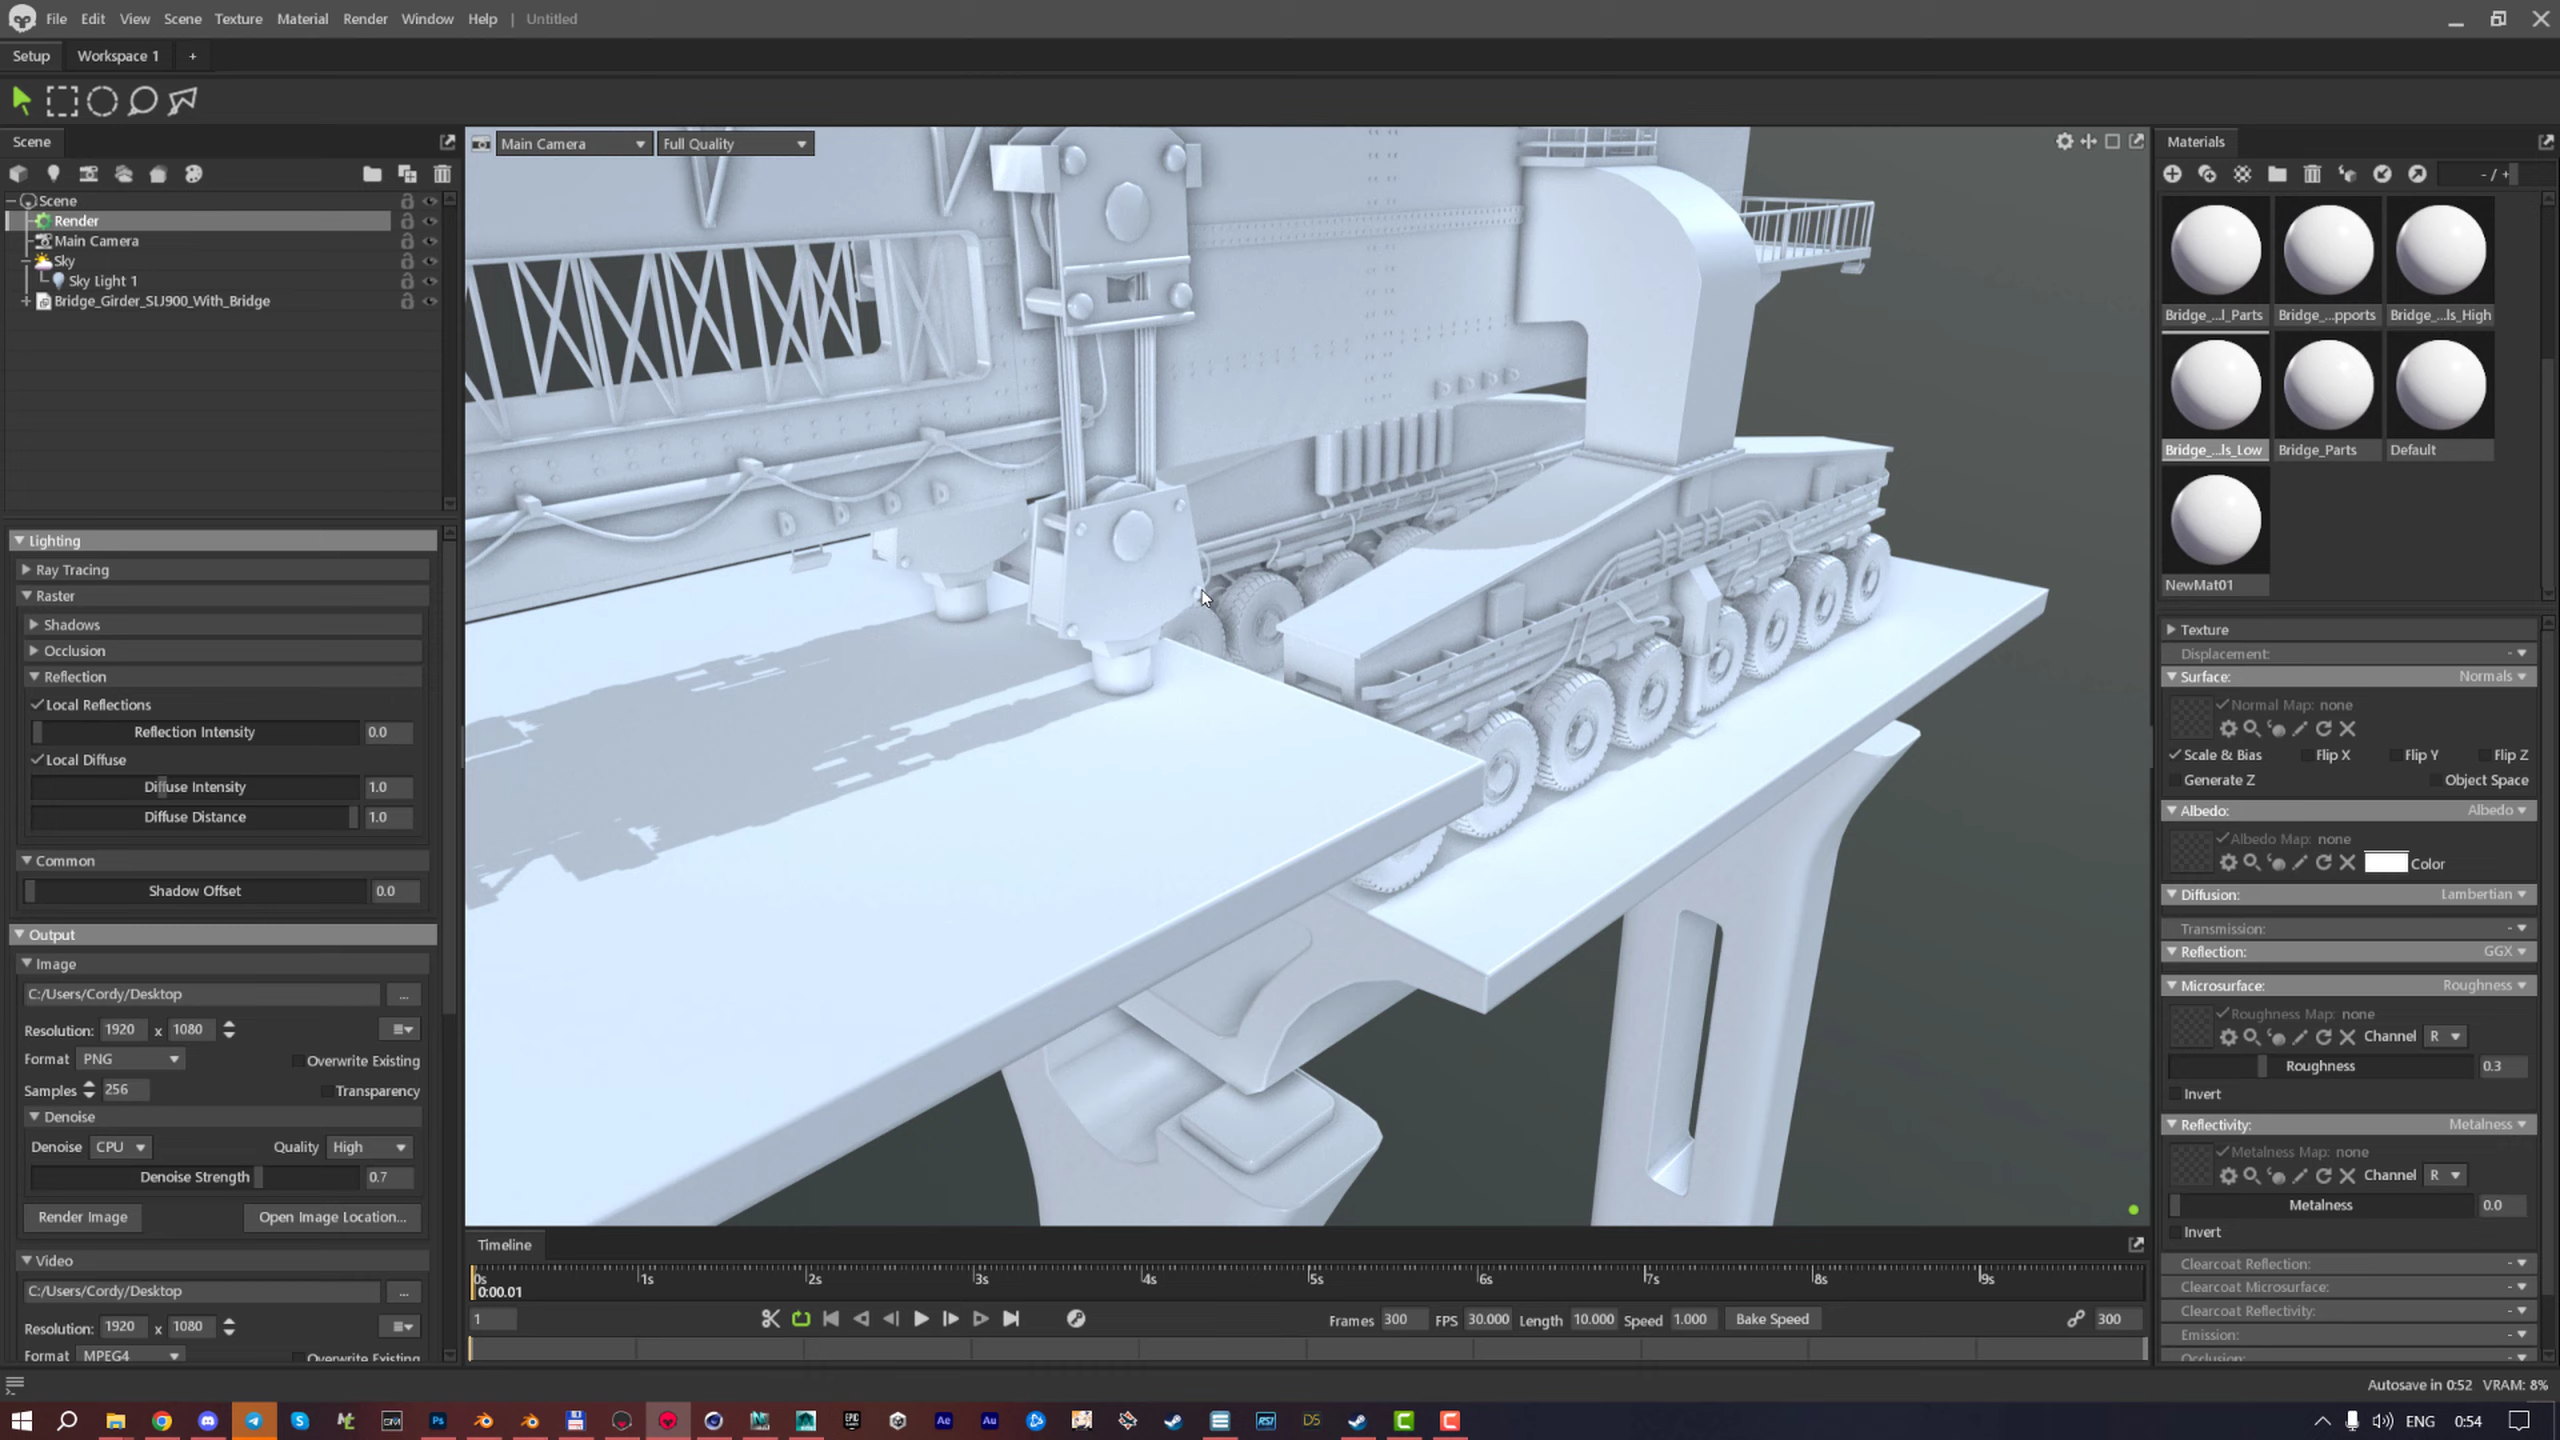 File Edit View Scene Texture Material Render Window Help | Untitled
Setup Workspace 1 +
Scene
Scene
Render
Main Camera
Sky
Sky Light 1
Bridge_Girder_SLJ900_With_Bridge
Lighting
Ray Tracing
Raster
Shadows
Occlusion
Reflection
Local Reflections
Reflection Intensity 0.0
Local Diffuse
Diffuse Intensity 1.0
Diffuse Distance 1.0
Common
Shadow Offset 0.0
Output
Image
C:/Users/Cordy/Desktop ...
Resolution: 1920 x 1080
Format PNG Overwrite Existing
Samples 256 Transparency
Denoise
Denoise CPU Quality High
Denoise Strength 0.7
Render Image Open Image Location...
Video
C:/Users/Cordy/Desktop ...
Resolution: 1920 x 1080
Format MPEG4 Overwrite Existing
Main Camera Full Quality
Timeline
0s 1s 2s 3s 4s 5s 6s 7s 8s 9s
0:00.01
1 Frames 300 FPS 30.000 Length 10.000 Speed 1.000 Bake Speed 300
Materials
- / +
Bridge_...l_Parts Bridge_...pports Bridge_...ls_High
Bridge_...ls_Low Bridge_Parts Default
NewMat01
Texture
Displacement: -
Surface: Normals
Normal Map: none
Scale & Bias Flip X Flip Y Flip Z
Generate Z Object Space
Albedo: Albedo
Albedo Map: none
Color
Diffusion: Lambertian
Transmission: -
Reflection: GGX
Microsurface: Roughness
Roughness Map: none
Channel R
Roughness 0.3
Invert
Reflectivity: Metalness
Metalness Map: none
Channel R
Metalness 0.0
Invert
Clearcoat Reflection: -
Clearcoat Microsurface: -
Clearcoat Reflectivity: -
Emission: -
Occlusion: -
Autosave in 0:52 VRAM: 8%
Ps EPIC GAMES Ae Au RSI DS ENG 0:54